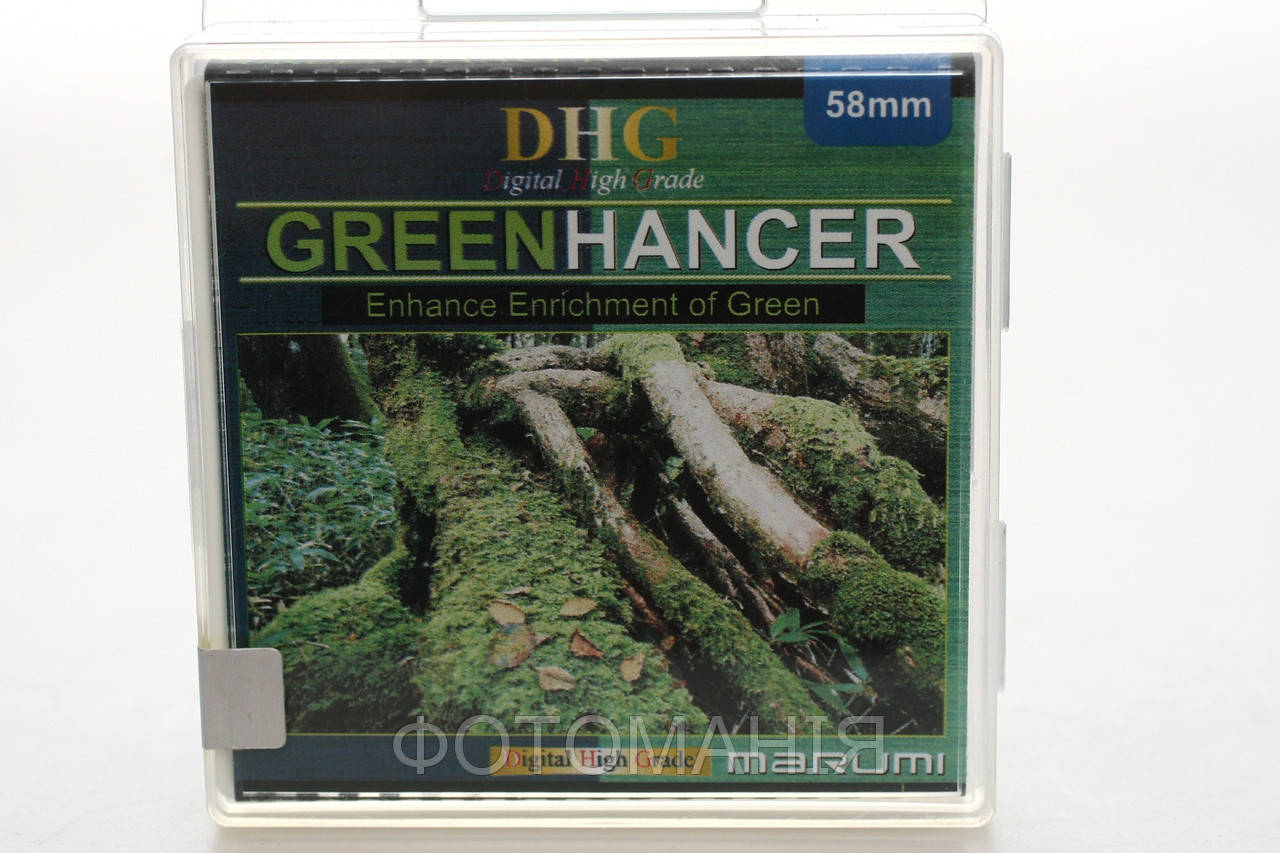 58mm
DHG
Digital High Grade
GREENHANCER
Enhance Enrichment of Green
ФОТОМАНІЯ
Digital High Grade
marumi